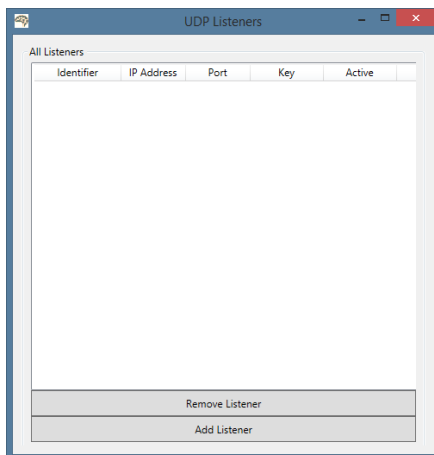 UDP Listeners
All Listeners
Identifier IP Address Port Key Active
Remove Listener
Add Listener